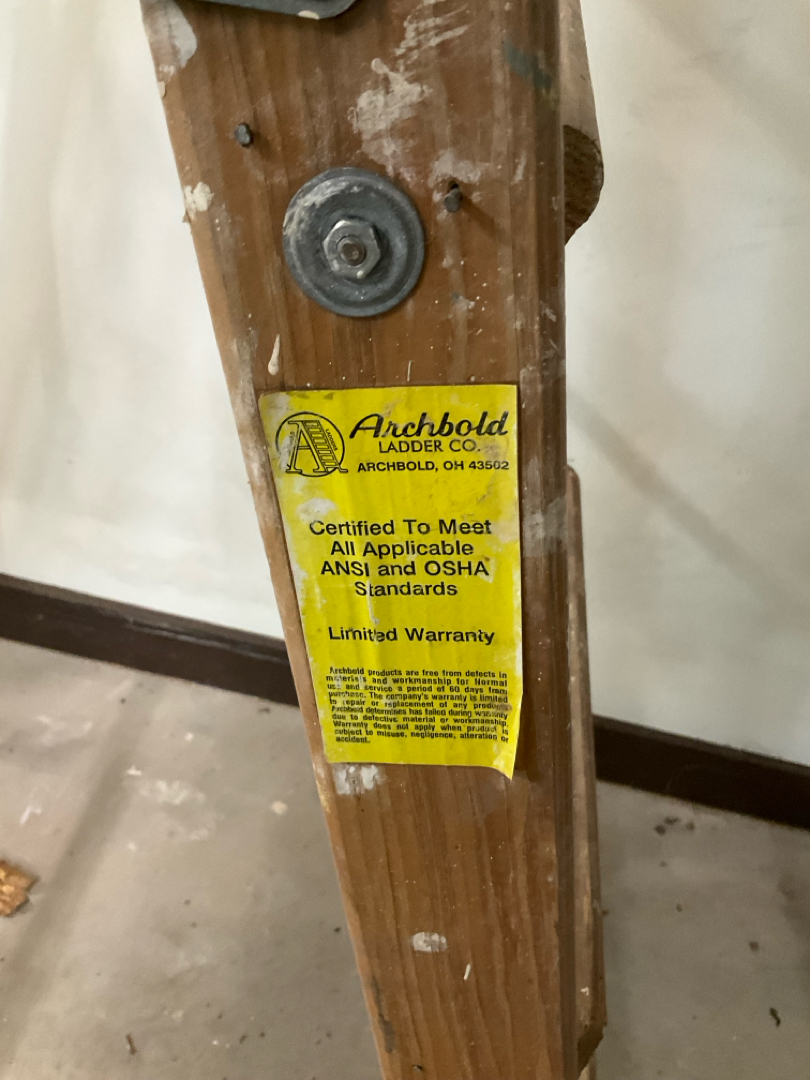 Archbold
LADDER CO.
ARCHBOLD, OH 43502
Certified To Meet
All Applicable
ANSI and OSHA
Standards
Limited Warranty
Archbold products are free from defects in
materials and workmanship for Normal
use and service a period of 60 days from
purchase. The company's warranty is limited
to repair or replacement of any products
Archbold determines has failed during warranty
due to defective material or workmanship.
Warranty does not apply when product is
subject to misuse, negligence, alteration or
accident.